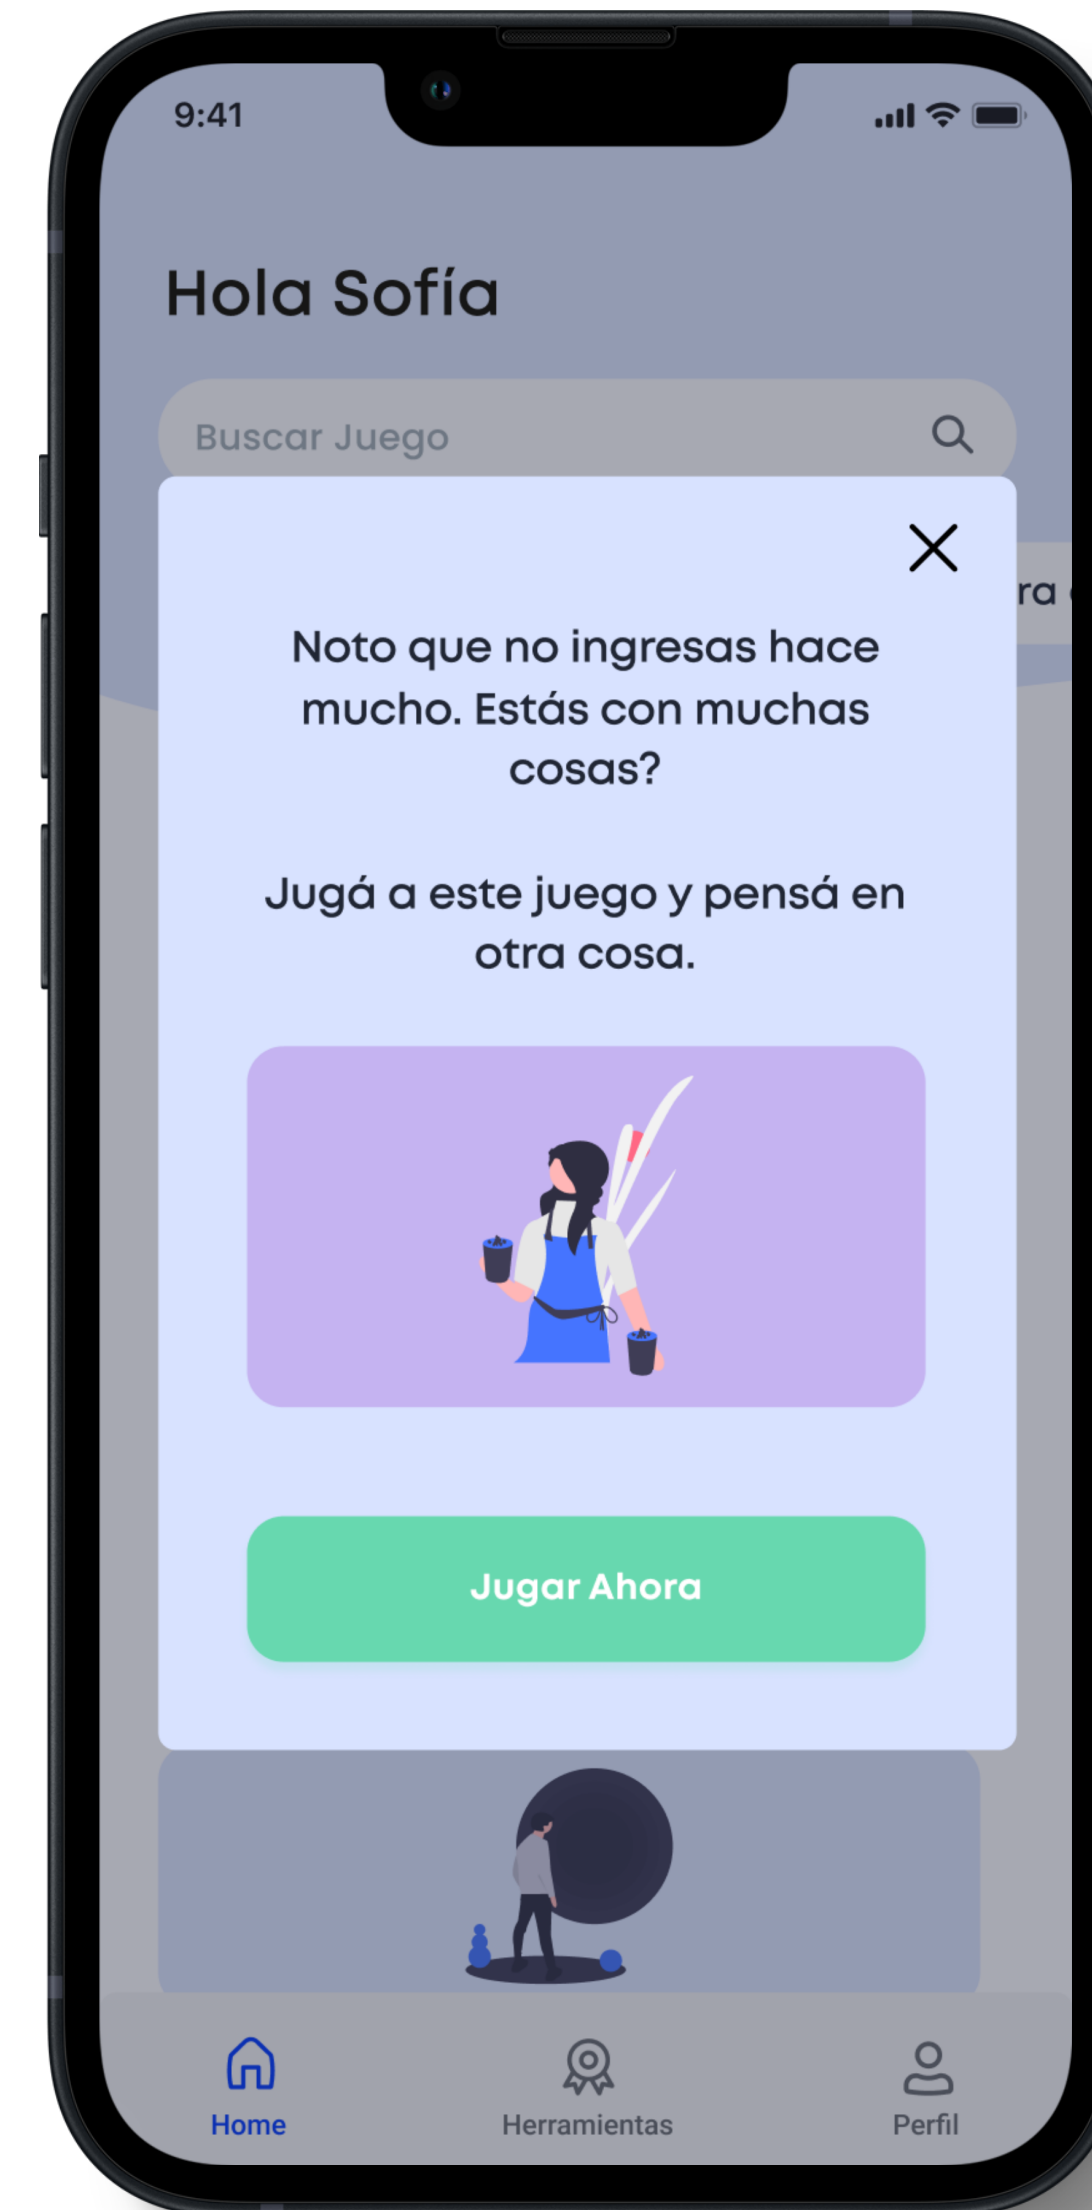 9:41
Hola Sofía
Buscar Juego
ra
Noto que no ingresas hace
mucho. Estás con muchas
cosas?
Jugá a este juego y pensá en
otra cosa.
Jugar Ahora
Home
Herramientas
Perfil